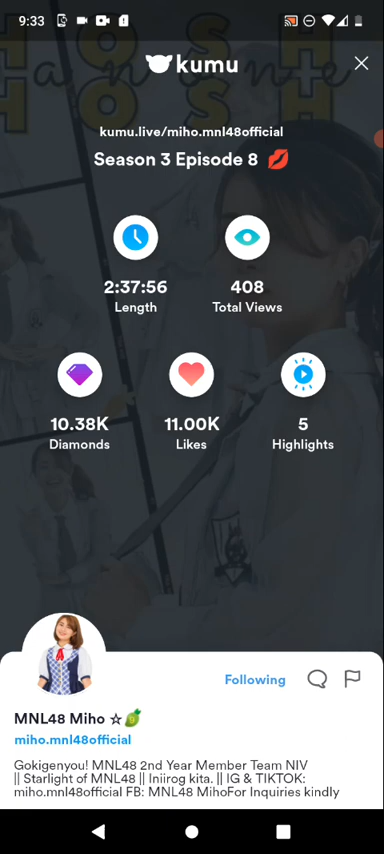 9:33
kumu
kumu.live/miho.mnl48official
Season 3 Episode 8 💋
2:37:56
Length
408
Total Views
10.38K
Diamonds
11.00K
Likes
5
Highlights
Following
MNL48 Miho ☆🍈
miho.mnl48official
Gokigenyou! MNL48 2nd Year Member Team NIV
|| Starlight of MNL48 || Iniirog kita. || IG & TIKTOK:
miho.mnl48official FB: MNL48 MihoFor Inquiries kindly